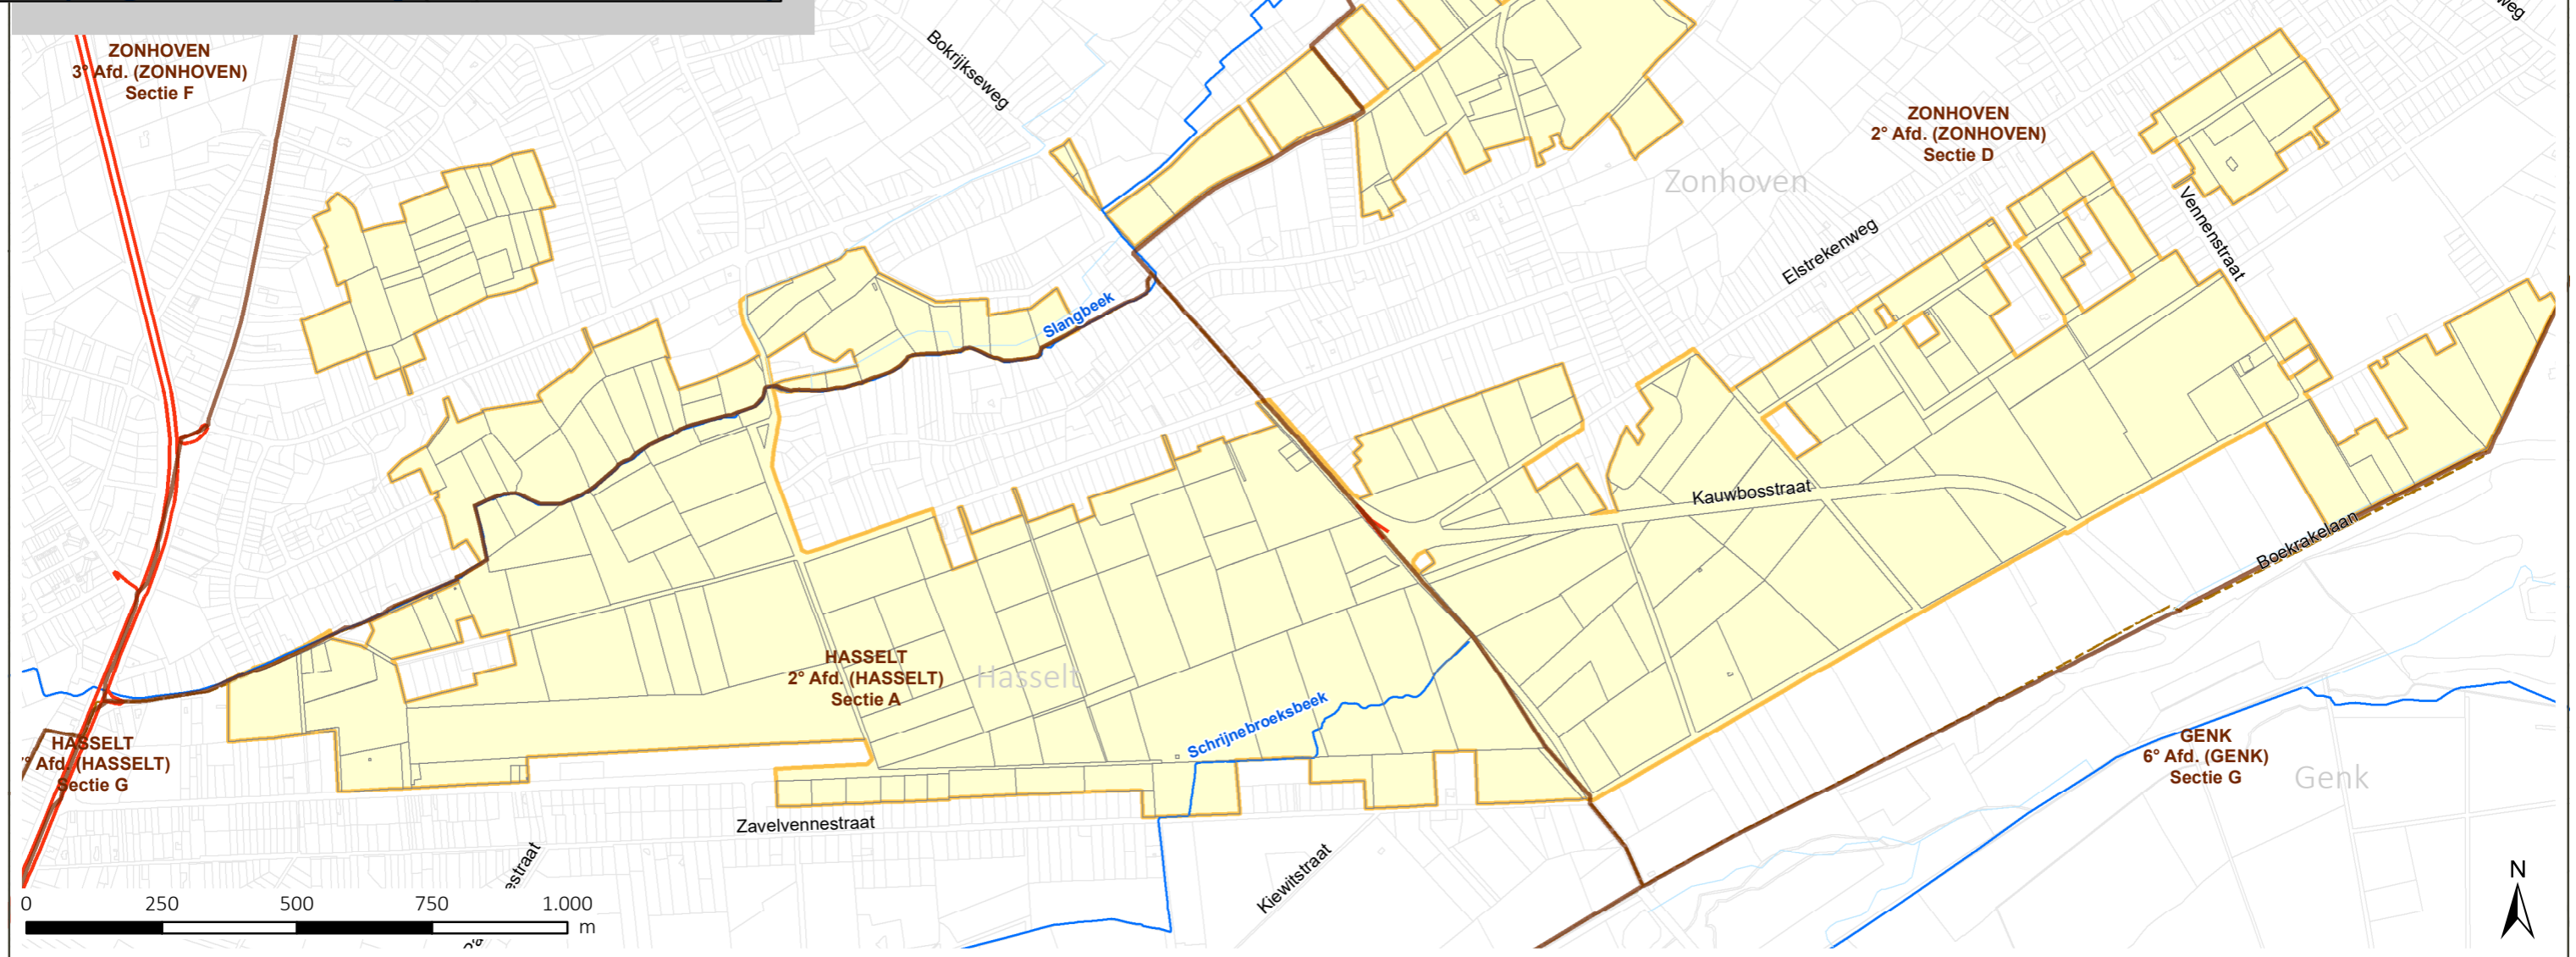 weg
ZONHOVEN
3° Afd. (ZONHOVEN)
Sectie F
Bokrijkseweg
ZONHOVEN
2° Afd. (ZONHOVEN)
Sectie D
Zonhoven
Vennenstraat
Elstrekenweg
Slangbeek
Kauwbosstraat
Boekrakelaan
HASSELT
2° Afd. (HASSELT)
Sectie A
Hasselt
Schrijnebroeksbeek
HASSELT
° Afd. (HASSELT)
Sectie G
GENK
6° Afd. (GENK)
Sectie G
Genk
Zavelvennestraat
estraat
Kiewitstraat
N
0 250 500 750 1.000
m